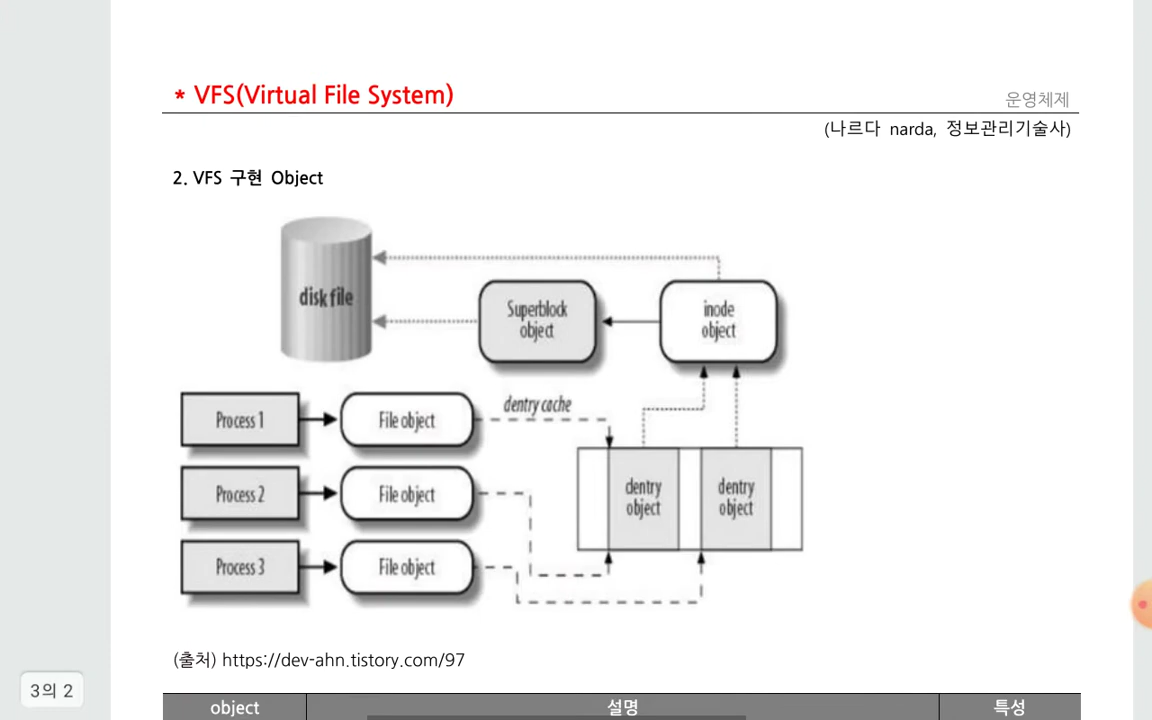 * VFS(Virtual File System)
운영체제
(나르다 narda, 정보관리기술사)
2. VFS 구현 Object
disk file
Superblock
object
inode
object
dentry cache
Process 1
File object
Process 2
File object
Process 3
File object
dentry
object
dentry
object
(출처) https://dev-ahn.tistory.com/97
3의 2
object 설명 특성